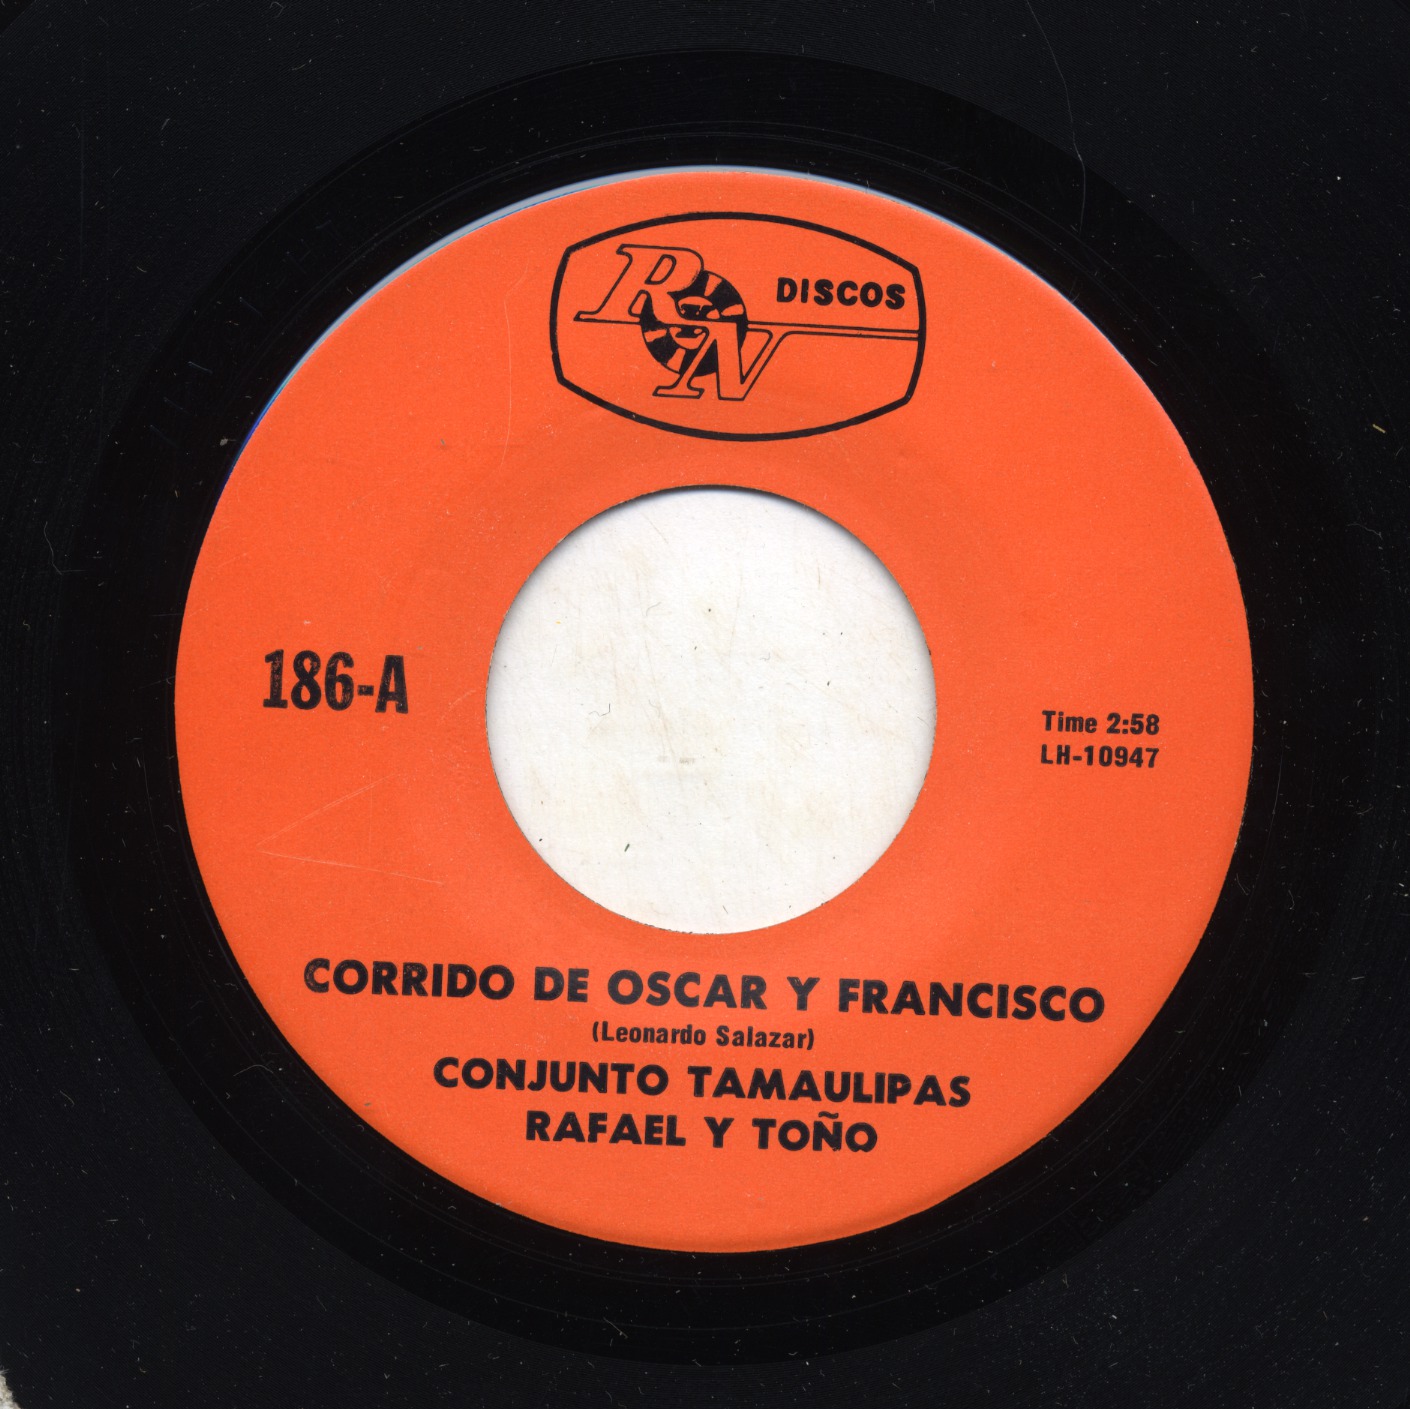 RN DISCOS
186-A
Time 2:58
LH-10947
CORRIDO DE OSCAR Y FRANCISCO
(Leonardo Salazar)
CONJUNTO TAMAULIPAS
RAFAEL Y TOÑO